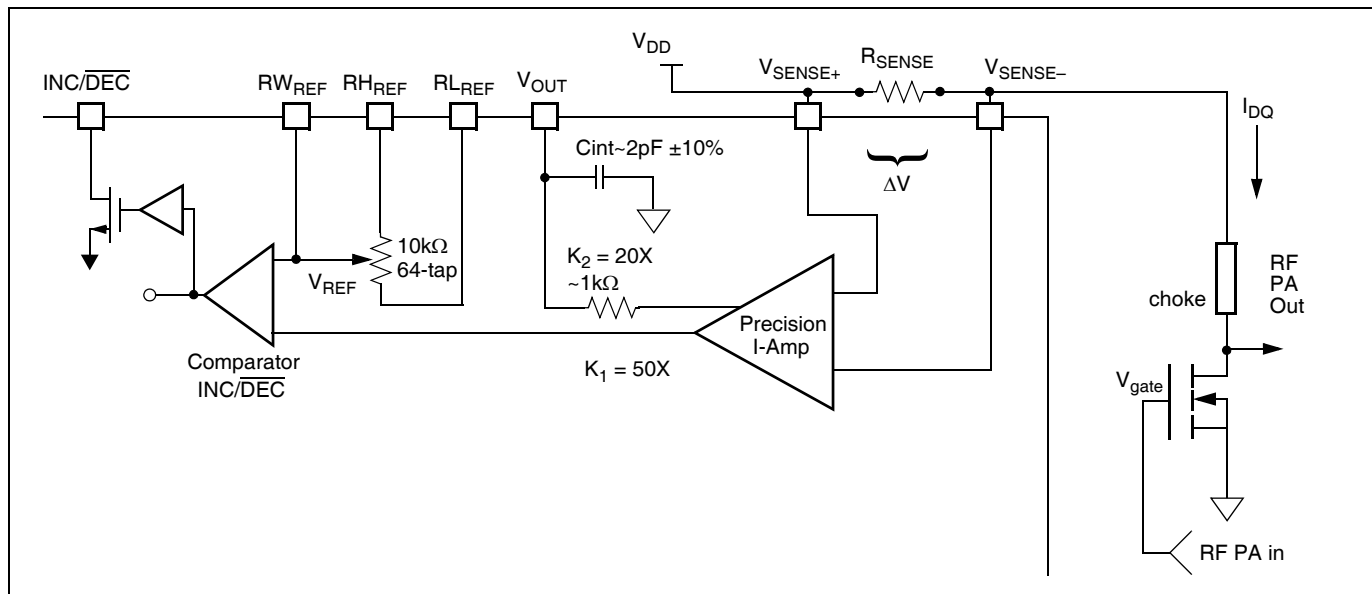 INC/DEC
RW_REF
RH_REF
RL_REF
V_OUT
V_DD
V_SENSE+
R_SENSE
V_SENSE–
I_DQ
Cint~2pF ±10%
ΔV
10kΩ
64-tap
V_REF
K_2 = 20X
~1kΩ
Precision
I-Amp
K_1 = 50X
Comparator
INC/DEC
choke
RF
PA
Out
V_gate
RF PA in